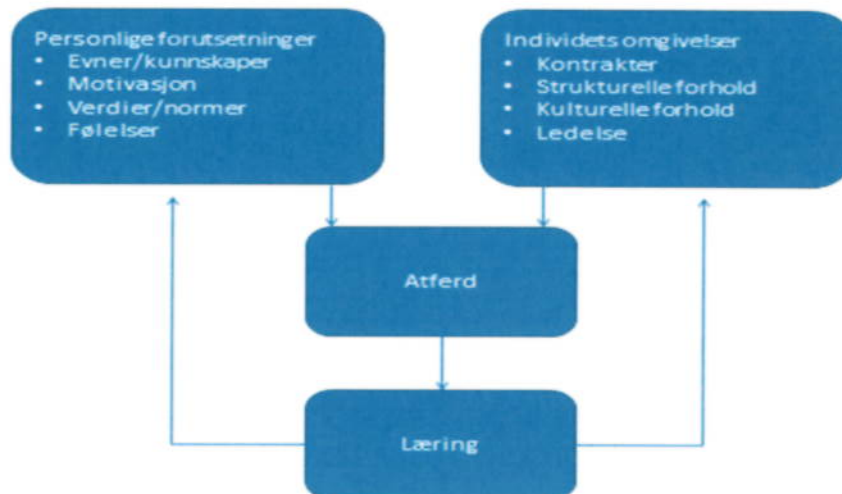 Personlige forutsetninger
• Evner/kunnskaper
• Motivasjon
• Verdier/normer
• Følelser
Individets omgivelser
• Kontrakter
• Strukturelle forhold
• Kulturelle forhold
• Ledelse
Atferd
Læring